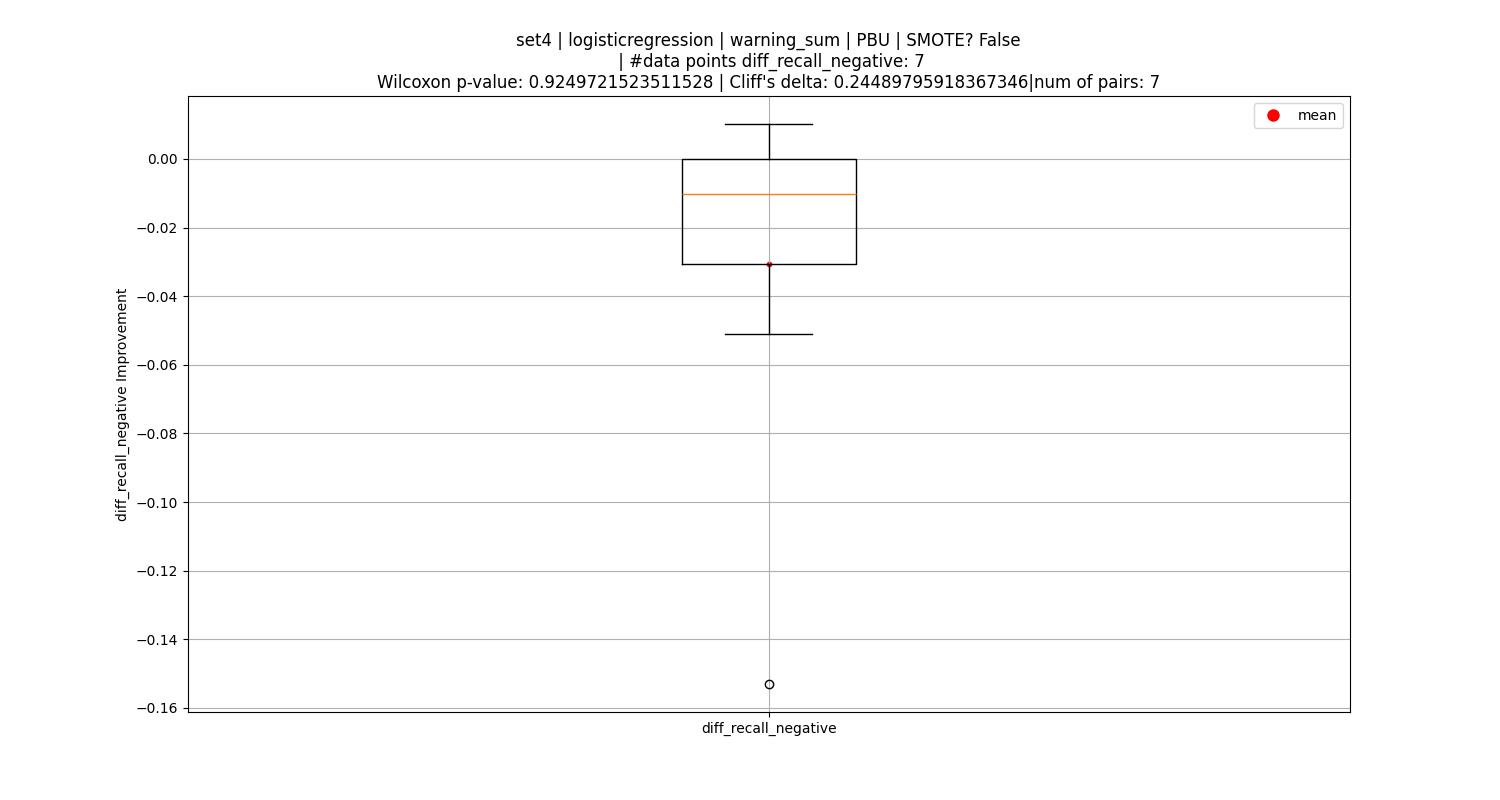 set4 | logisticregression | warning_sum | PBU | SMOTE? False
| #data points diff_recall_negative: 7
Wilcoxon p-value: 0.9249721523511528 | Cliff's delta: 0.24489795918367346|num of pairs: 7
mean
0.00
−0.02
−0.04
−0.06
−0.08
−0.10
−0.12
−0.14
−0.16
diff_recall_negative Improvement
diff_recall_negative